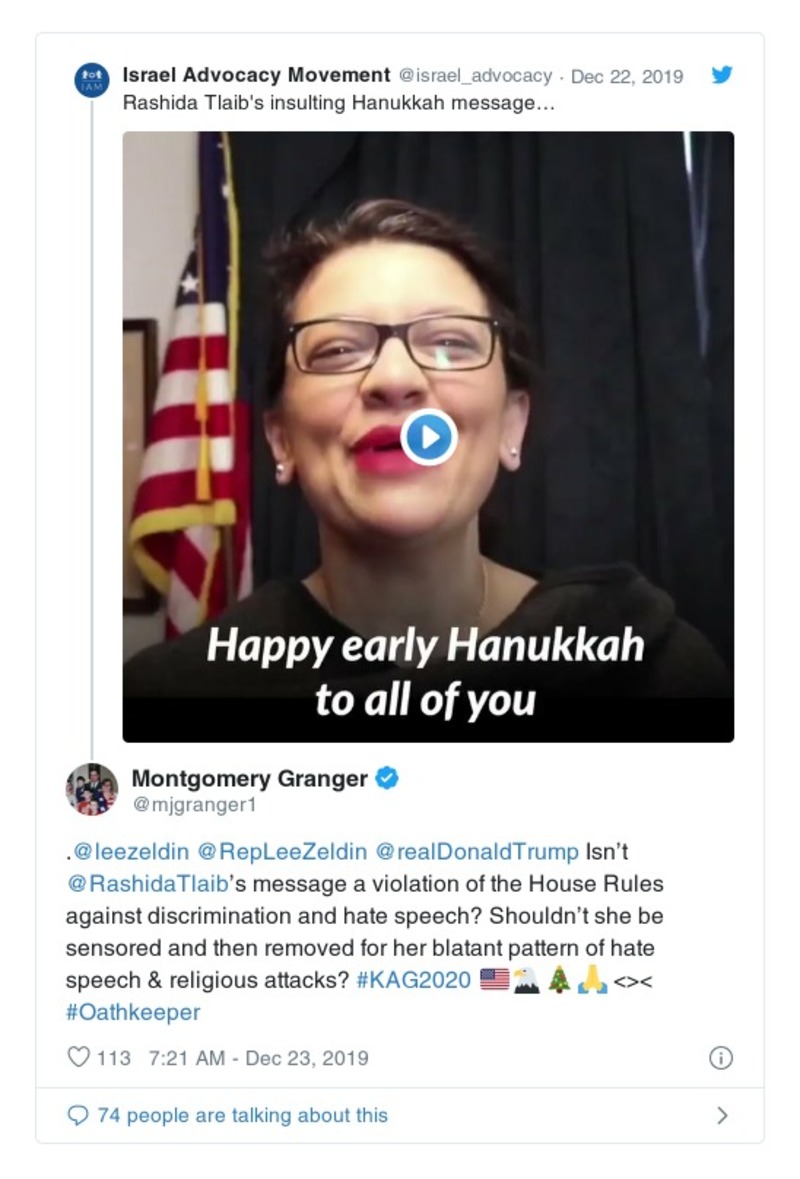 Israel Advocacy Movement @israel_advocacy · Dec 22, 2019
IAM
Rashida Tlaib's insulting Hanukkah message…
Happy early Hanukkah
to all of you
Montgomery Granger
@mjgranger1
.@leezeldin @RepLeeZeldin @realDonaldTrump Isn’t
@RashidaTlaib’s message a violation of the House Rules
against discrimination and hate speech? Shouldn’t she be
sensored and then removed for her blatant pattern of hate
speech & religious attacks? #KAG2020 🇺🇸🦅🎄🙏 <><
#Oathkeeper
113 7:21 AM - Dec 23, 2019
74 people are talking about this